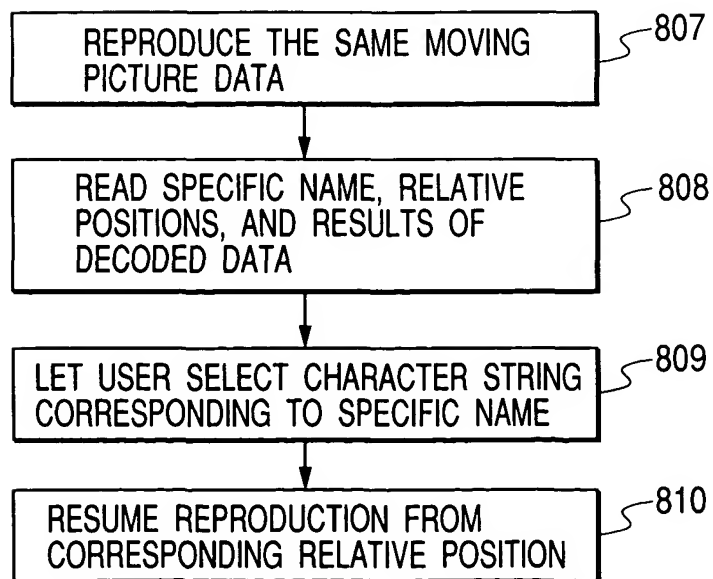 REPRODUCE THE SAME MOVING
PICTURE DATA
807
READ SPECIFIC NAME, RELATIVE
POSITIONS, AND RESULTS OF
DECODED DATA
808
LET USER SELECT CHARACTER STRING
CORRESPONDING TO SPECIFIC NAME
809
RESUME REPRODUCTION FROM
CORRESPONDING RELATIVE POSITION
810